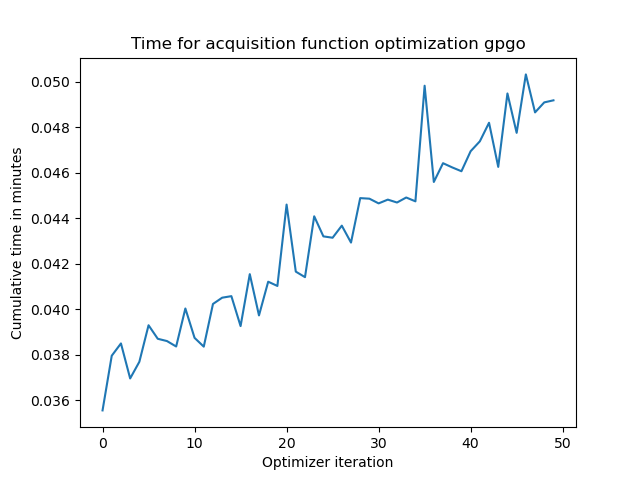 Time for acquisition function optimization gpgo
Cumulative time in minutes
0.050
0.048
0.046
0.044
0.042
0.040
0.038
0.036
0 10 20 30 40 50
Optimizer iteration